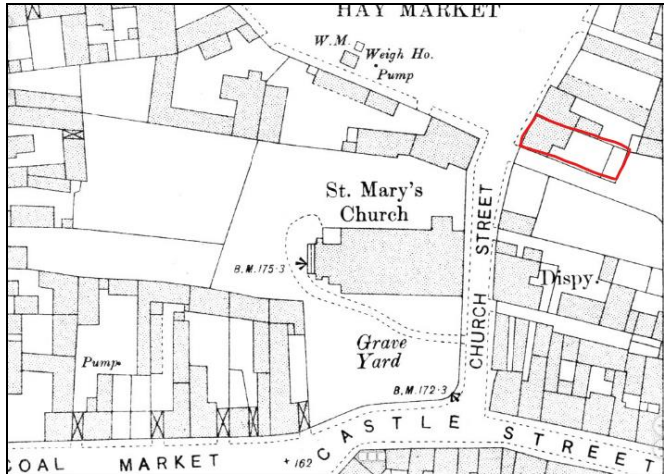 HAY MARKET
W.M.
Weigh Ho.
Pump
St. Mary's
Church
B.M.175·3
CHURCH STREET
Dispy.
Grave
Yard
Pump
B.M.172·3
CASTLE STREET
OAL MARKET
+ 162